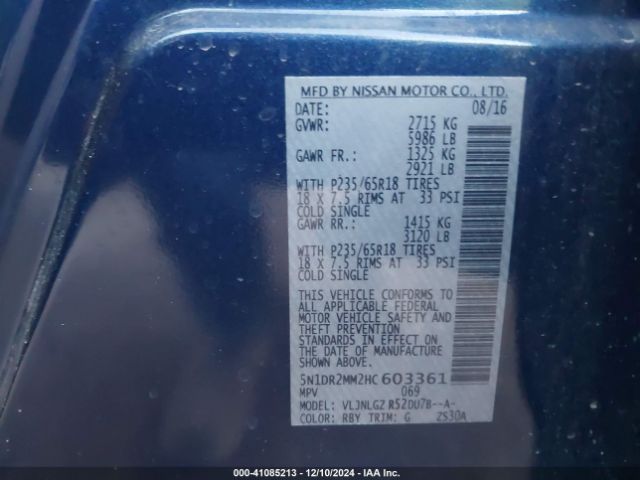 MFD BY NISSAN MOTOR CO., LTD.
DATE: 08/16
GVWR: 2715 KG
5986 LB
GAWR FR.: 1325 KG
2921 LB
WITH P235/65R18 TIRES
18 X 7.5 RIMS AT 33 PSI
COLD SINGLE
GAWR RR.: 1415 KG
3120 LB
WITH P235/65R18 TIRES
18 X 7.5 RIMS AT 33 PSI
COLD SINGLE
THIS VEHICLE CONFORMS TO
ALL APPLICABLE FEDERAL
MOTOR VEHICLE SAFETY AND
THEFT PREVENTION
STANDARDS IN EFFECT ON
THE DATE OF MANUFACTURE
SHOWN ABOVE.
5N1DR2MM2HC603361
MPV 069
MODEL: VLJNLGZ R52DU7B--A-
COLOR: RBY TRIM: G ZS30A
000-41085213 - 12/10/2024 - IAAI